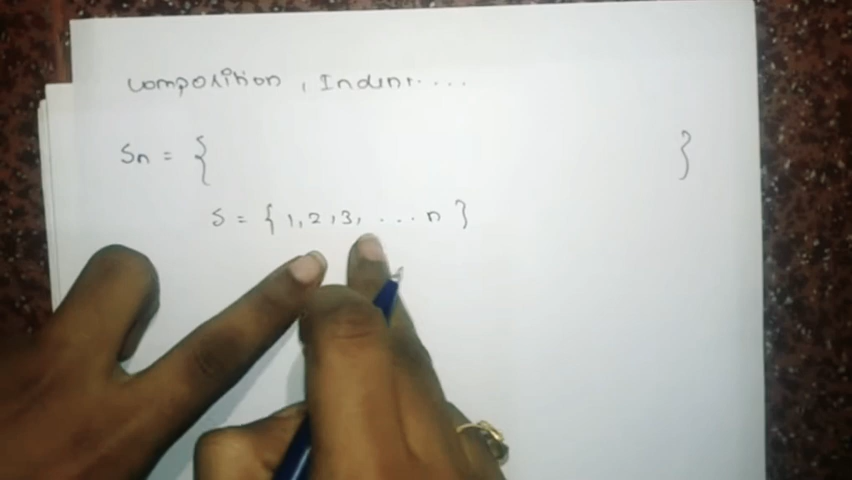 Composition , Indent....
Sn = { }
S = { 1, 2, 3, ... n }